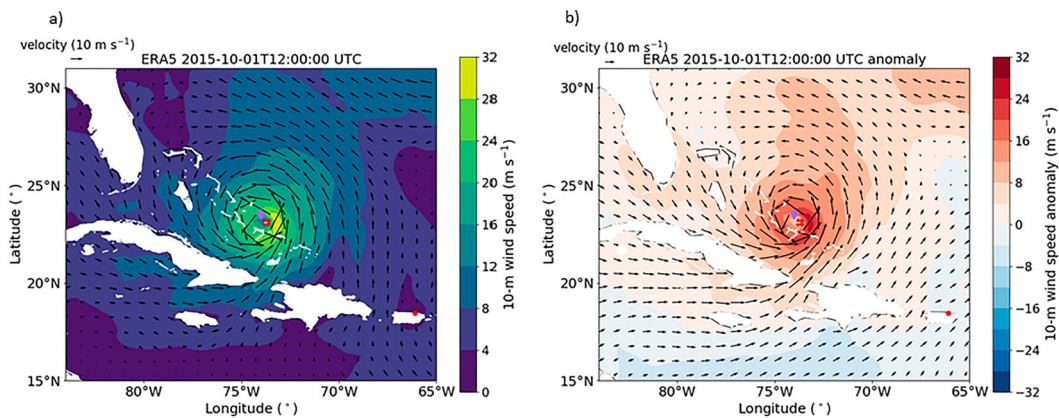 a)
velocity (10 m s⁻¹)
ERA5 2015-10-01T12:00:00 UTC
30°N
25°N
20°N
15°N
Latitude (°)
80°W
75°W
70°W
65°W
Longitude (°)
32
28
24
20
16
12
8
4
0
10-m wind speed (m s⁻¹)
b)
velocity (10 m s⁻¹)
ERA5 2015-10-01T12:00:00 UTC anomaly
30°N
25°N
20°N
15°N
Latitude (°)
80°W
75°W
70°W
65°W
Longitude (°)
32
24
16
8
0
−8
−16
−24
−32
10-m wind speed anomaly (m s⁻¹)